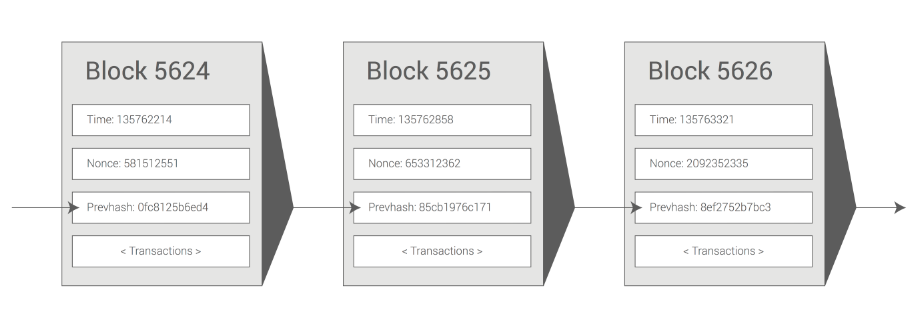 Block 5624
Time: 135762214
Nonce: 581512551
Prevhash: 0fc8125b6ed4
< Transactions >
Block 5625
Time: 135762858
Nonce: 653312362
Prevhash: 85cb1976c171
< Transactions >
Block 5626
Time: 135763321
Nonce: 2092352335
Prevhash: 8ef2752b7bc3
< Transactions >